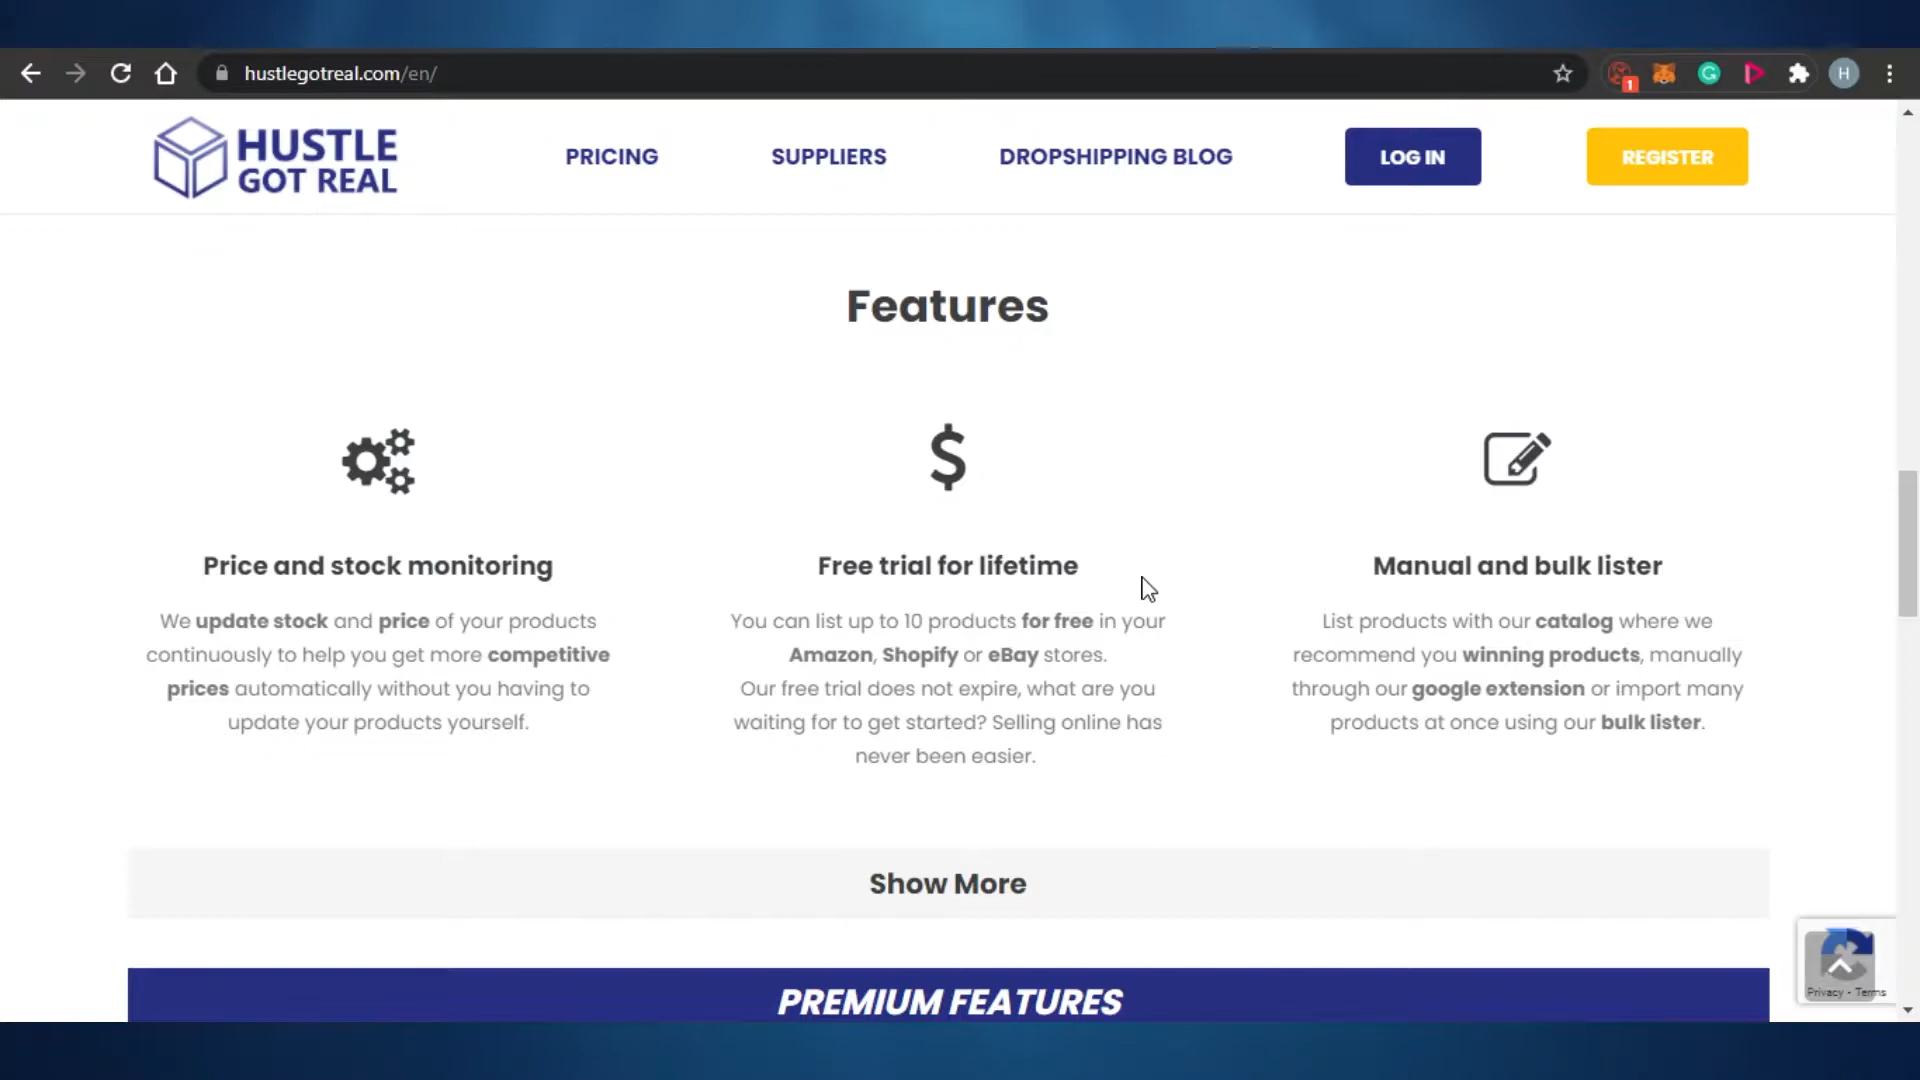 hustlegotreal.com/en/
1
H
HUSTLE
GOT REAL
PRICING
SUPPLIERS
DROPSHIPPING BLOG
LOG IN
REGISTER
Features
$
Price and stock monitoring
We update stock and price of your products
continuously to help you get more competitive
prices automatically without you having to
update your products yourself.
Free trial for lifetime
You can list up to 10 products for free in your
Amazon, Shopify or eBay stores.
Our free trial does not expire, what are you
waiting for to get started? Selling online has
never been easier.
Manual and bulk lister
List products with our catalog where we
recommend you winning products, manually
through our google extension or import many
products at once using our bulk lister.
Show More
PREMIUM FEATURES
Privacy - Terms